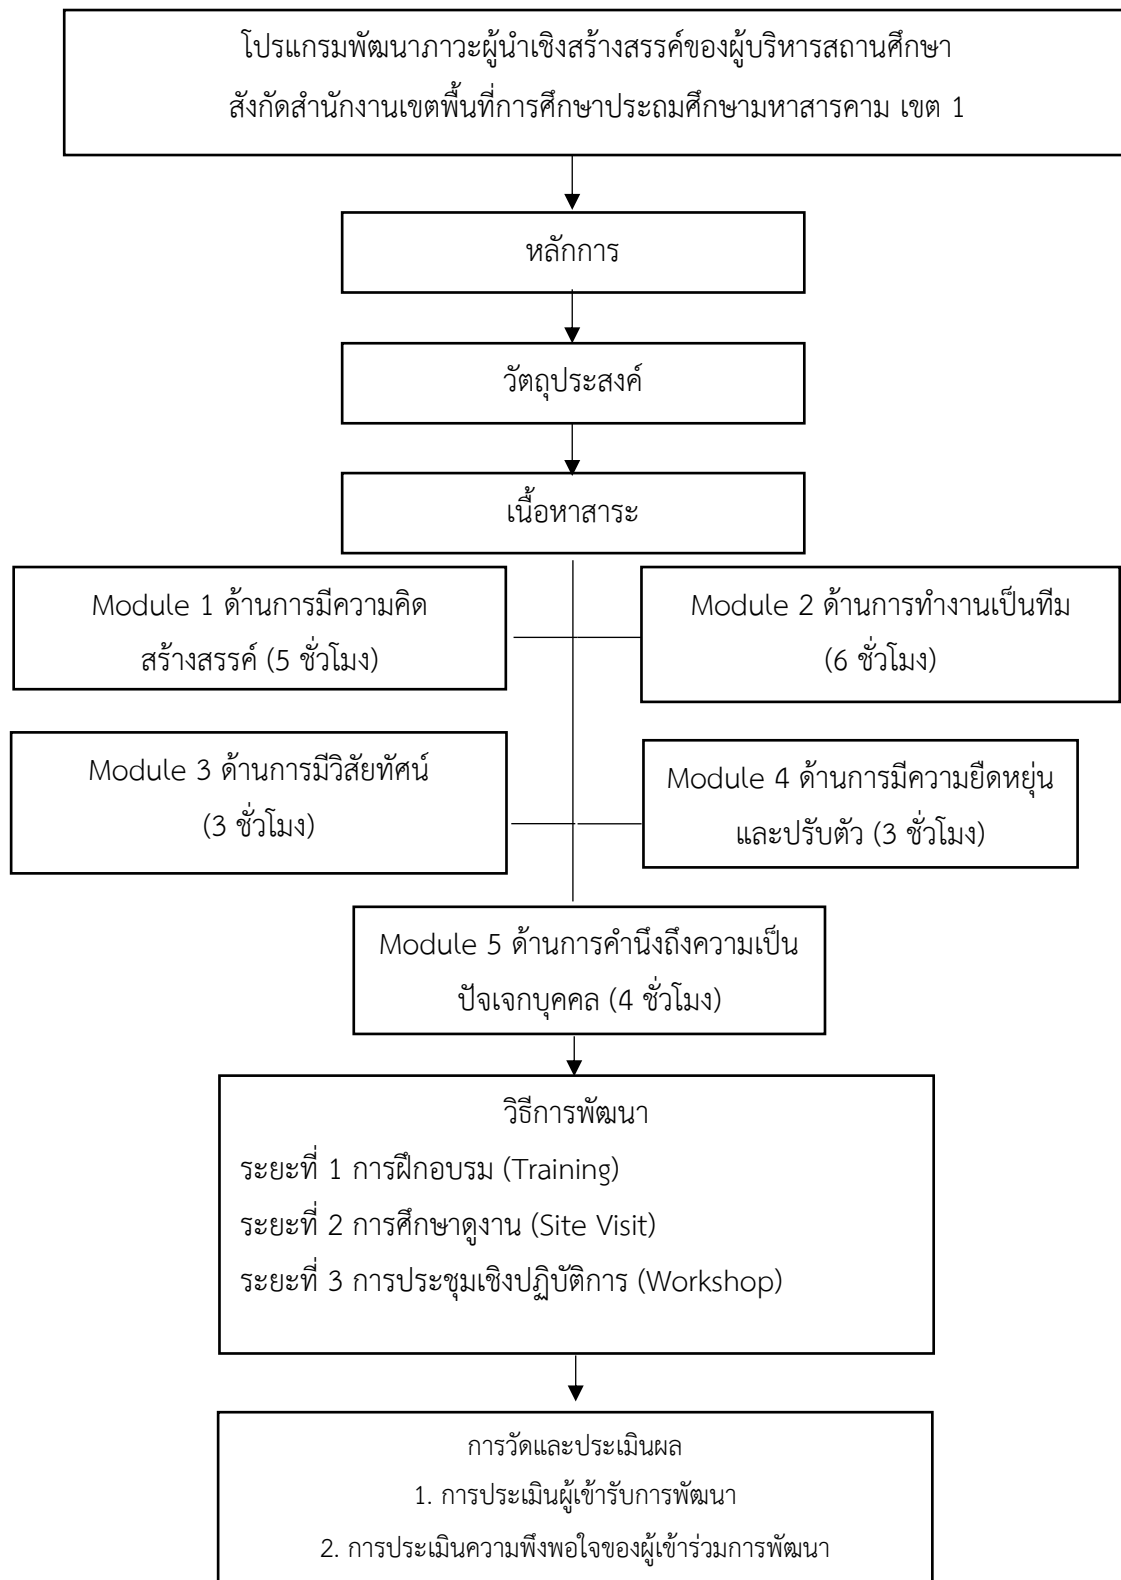 โปรแกรมพัฒนาภาวะผู้นำเชิงสร้างสรรค์ของผู้บริหารสถานศึกษา
สังกัดสำนักงานเขตพื้นที่การศึกษาประถมศึกษามหาสารคาม เขต 1
หลักการ
วัตถุประสงค์
เนื้อหาสาระ
Module 1 ด้านการมีความคิด
สร้างสรรค์ (5 ชั่วโมง)
Module 2 ด้านการทำงานเป็นทีม
(6 ชั่วโมง)
Module 3 ด้านการมีวิสัยทัศน์
(3 ชั่วโมง)
Module 4 ด้านการมีความยืดหยุ่น
และปรับตัว (3 ชั่วโมง)
Module 5 ด้านการคำนึงถึงความเป็น
ปัจเจกบุคคล (4 ชั่วโมง)
วิธีการพัฒนา
ระยะที่ 1 การฝึกอบรม (Training)
ระยะที่ 2 การศึกษาดูงาน (Site Visit)
ระยะที่ 3 การประชุมเชิงปฏิบัติการ (Workshop)
การวัดและประเมินผล
1. การประเมินผู้เข้ารับการพัฒนา
2. การประเมินความพึงพอใจของผู้เข้าร่วมการพัฒนา